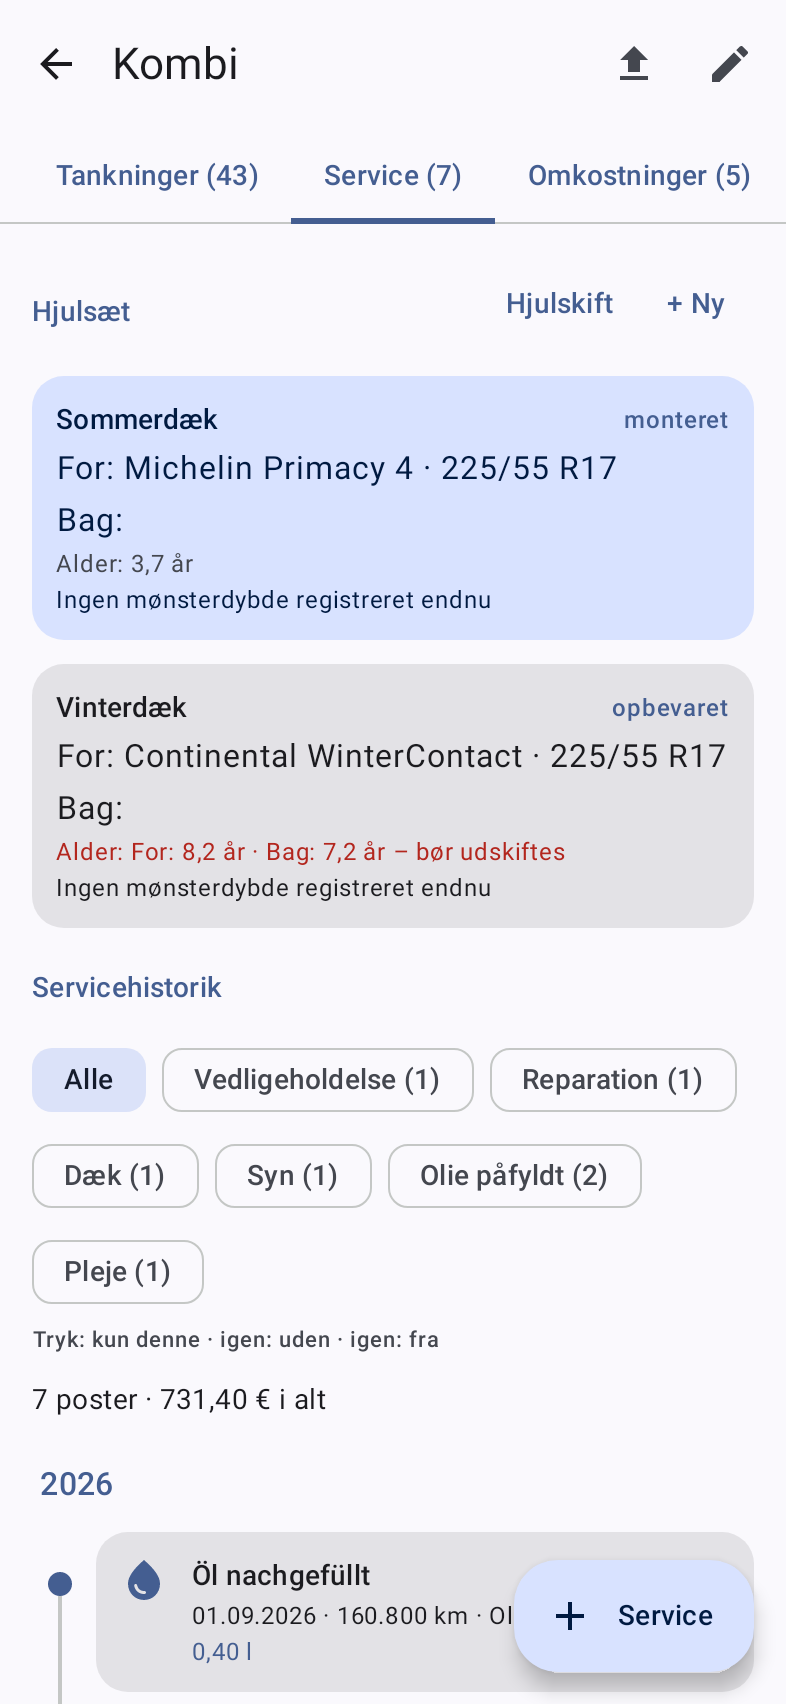 Kombi
Tankninger (43)
Service (7)
Omkostninger (5)
Hjulsæt
Hjulskift
+ Ny
Sommerdæk
monteret
For: Michelin Primacy 4 · 225/55 R17
Bag:
Alder: 3,7 år
Ingen mønsterdybde registreret endnu
Vinterdæk
opbevaret
For: Continental WinterContact · 225/55 R17
Bag:
Alder: For: 8,2 år · Bag: 7,2 år – bør udskiftes
Ingen mønsterdybde registreret endnu
Servicehistorik
Alle
Vedligeholdelse (1)
Reparation (1)
Dæk (1)
Syn (1)
Olie påfyldt (2)
Pleje (1)
Tryk: kun denne · igen: uden · igen: fra
7 poster · 731,40 € i alt
2026
Öl nachgefüllt
01.09.2026 · 160.800 km · Ol
0,40 l
Service